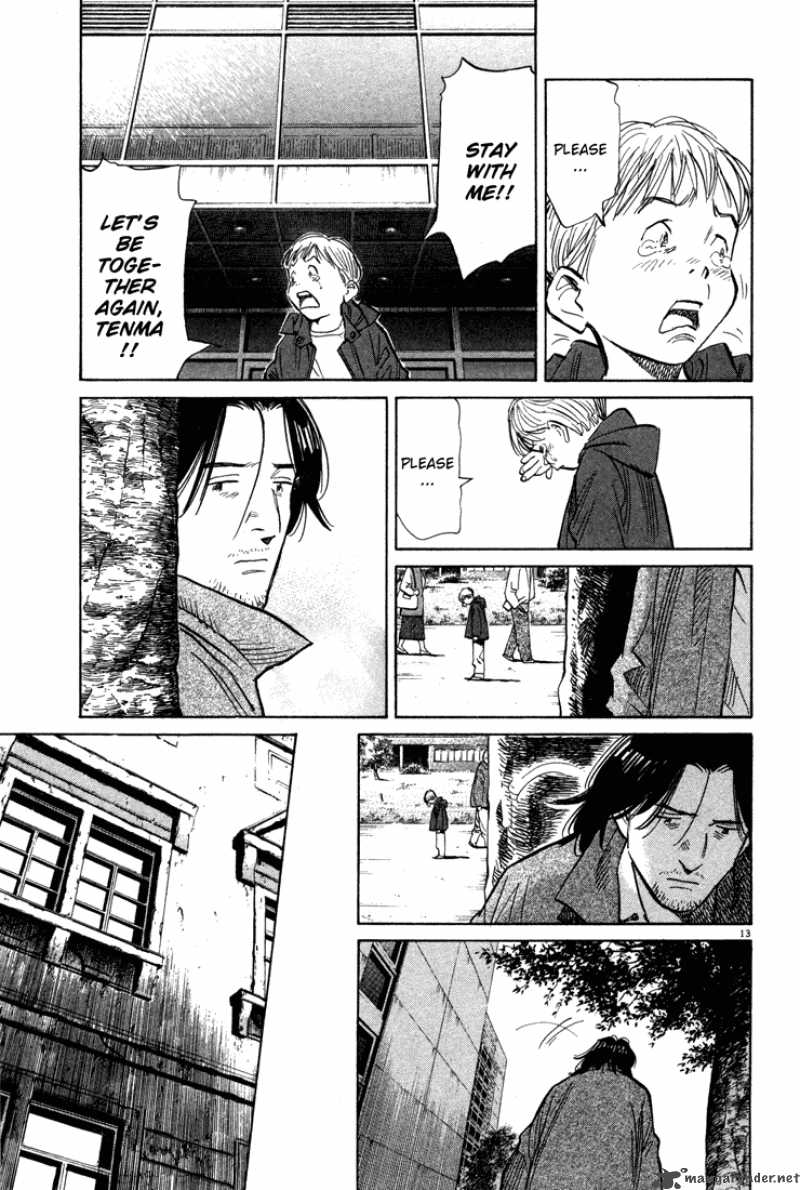 PLEASE
...
STAY
WITH
ME!!
LET'S
BE
TOGE-
THER
AGAIN,
TENMA
!!
PLEASE
...
13
mangareader.net